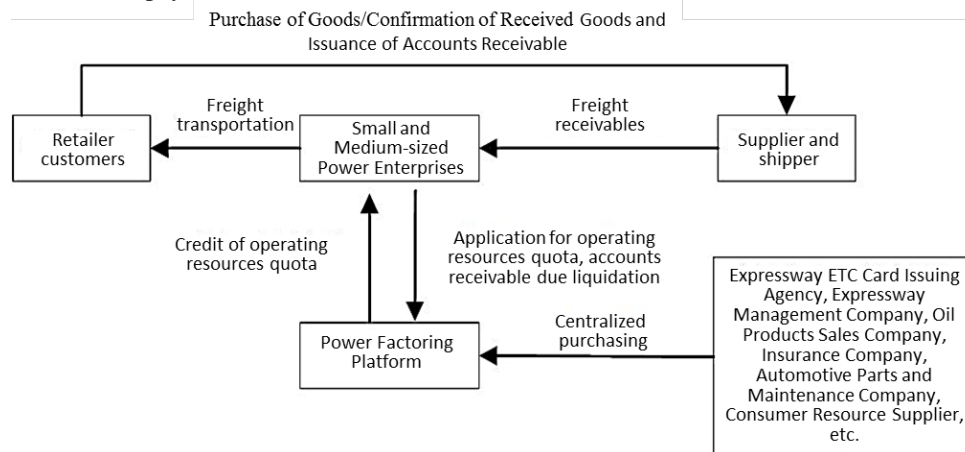 Purchase of Goods/Confirmation of Received Goods and
Issuance of Accounts Receivable
Freight
transportation
Freight
receivables
Retailer
customers
Small and
Medium-sized
Power Enterprises
Supplier and
shipper
Credit of operating
resources quota
Application for operating
resources quota, accounts
receivable due liquidation
Power Factoring
Platform
Centralized
purchasing
Expressway ETC Card Issuing
Agency, Expressway
Management Company, Oil
Products Sales Company,
Insurance Company,
Automotive Parts and
Maintenance Company,
Consumer Resource Supplier,
etc.